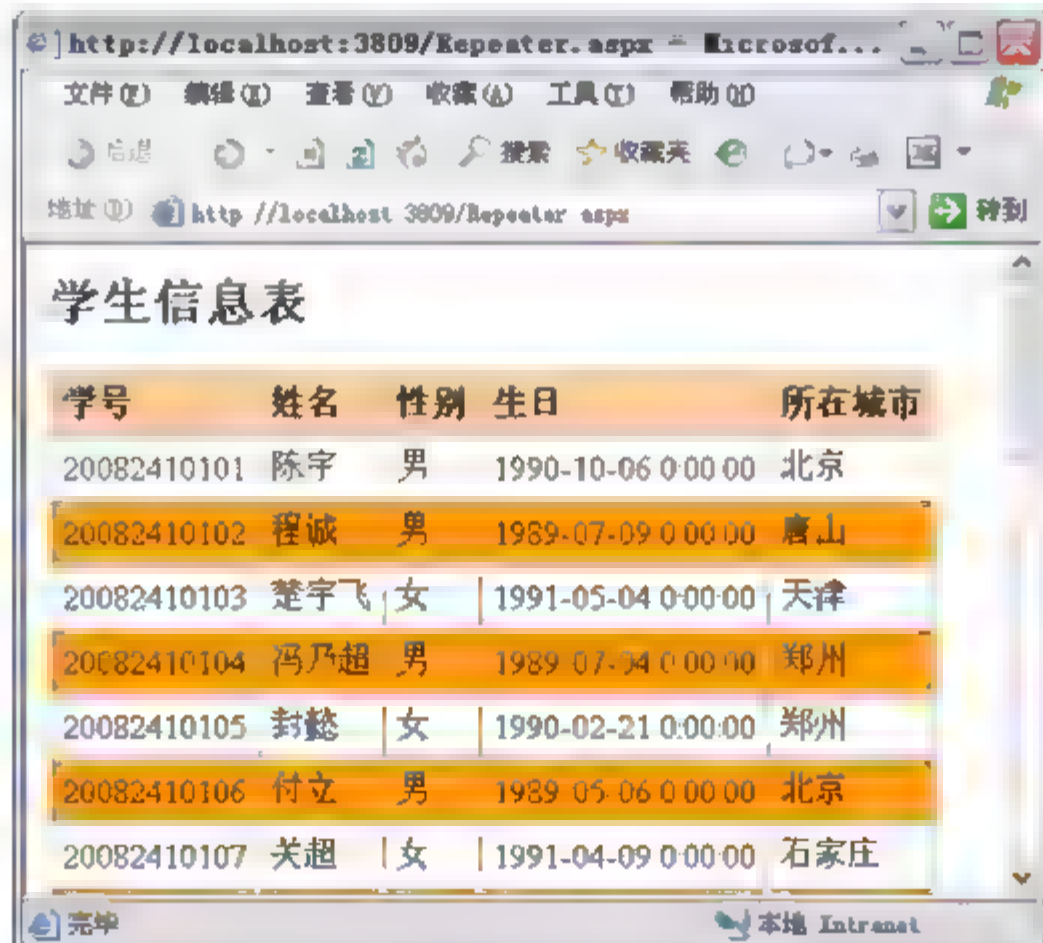 http://localhost:3809/Repeater.aspx - Microsof...
文件(F) 编辑(E) 查看(V) 收藏(A) 工具(T) 帮助(H)
后退 搜索 收藏夹
地址(D) http://localhost:3809/Repeater.aspx 转到
学生信息表
学号 姓名 性别 生日 所在城市
20082410101 陈宇 男 1990-10-06 0:00:00 北京
20082410102 程诚 男 1989-07-09 0:00:00 唐山
20082410103 楚宇飞 女 1991-05-04 0:00:00 天津
20082410104 冯乃超 男 0:00:00 郑州
20082410105 封懿 女 1990-02-21 0:00:00 郑州
20082410106 付立 男 1989-05-06 0:00:00 北京
20082410107 关超 女 1991-04-09 0:00:00 石家庄
完毕 本地 Intranet